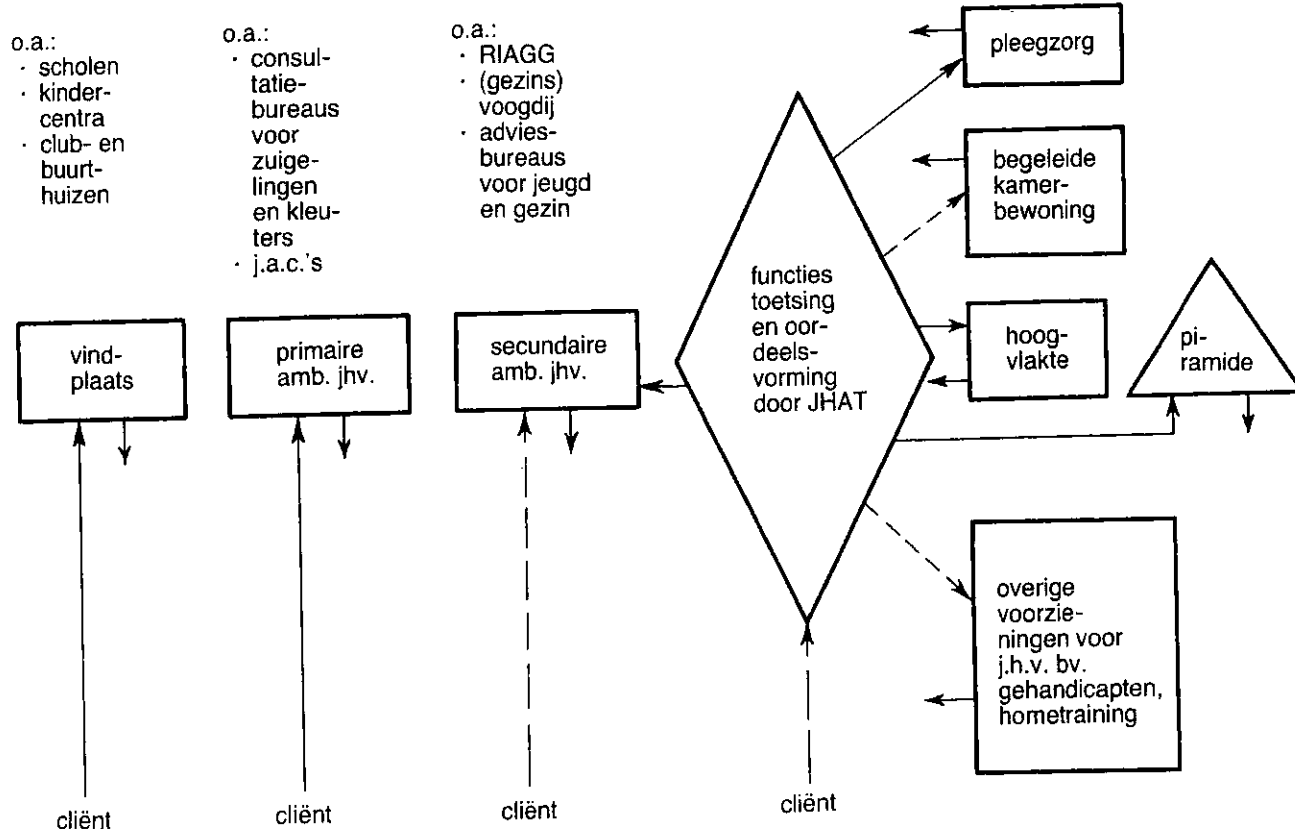 o.a.:
· scholen
· kinder-
centra
· club- en
buurt-
huizen
o.a.:
· consul-
tatie-
bureaus
voor
zuige-
lingen
en kleu-
ters
· j.a.c.'s
o.a.:
· RIAGG
· (gezins)
voogdij
· advies-
bureaus
voor jeugd
en gezin
vind-
plaats
primaire
amb. jhv.
secundaire
amb. jhv.
functies
toetsing
en oor-
deels-
vorming
door JHAT
pleegzorg
begeleide
kamer-
bewoning
hoog-
vlakte
pi-
ramide
overige
voorzie-
ningen voor
j.h.v. bv.
gehandicapten,
hometraining
cliënt
cliënt
cliënt
cliënt